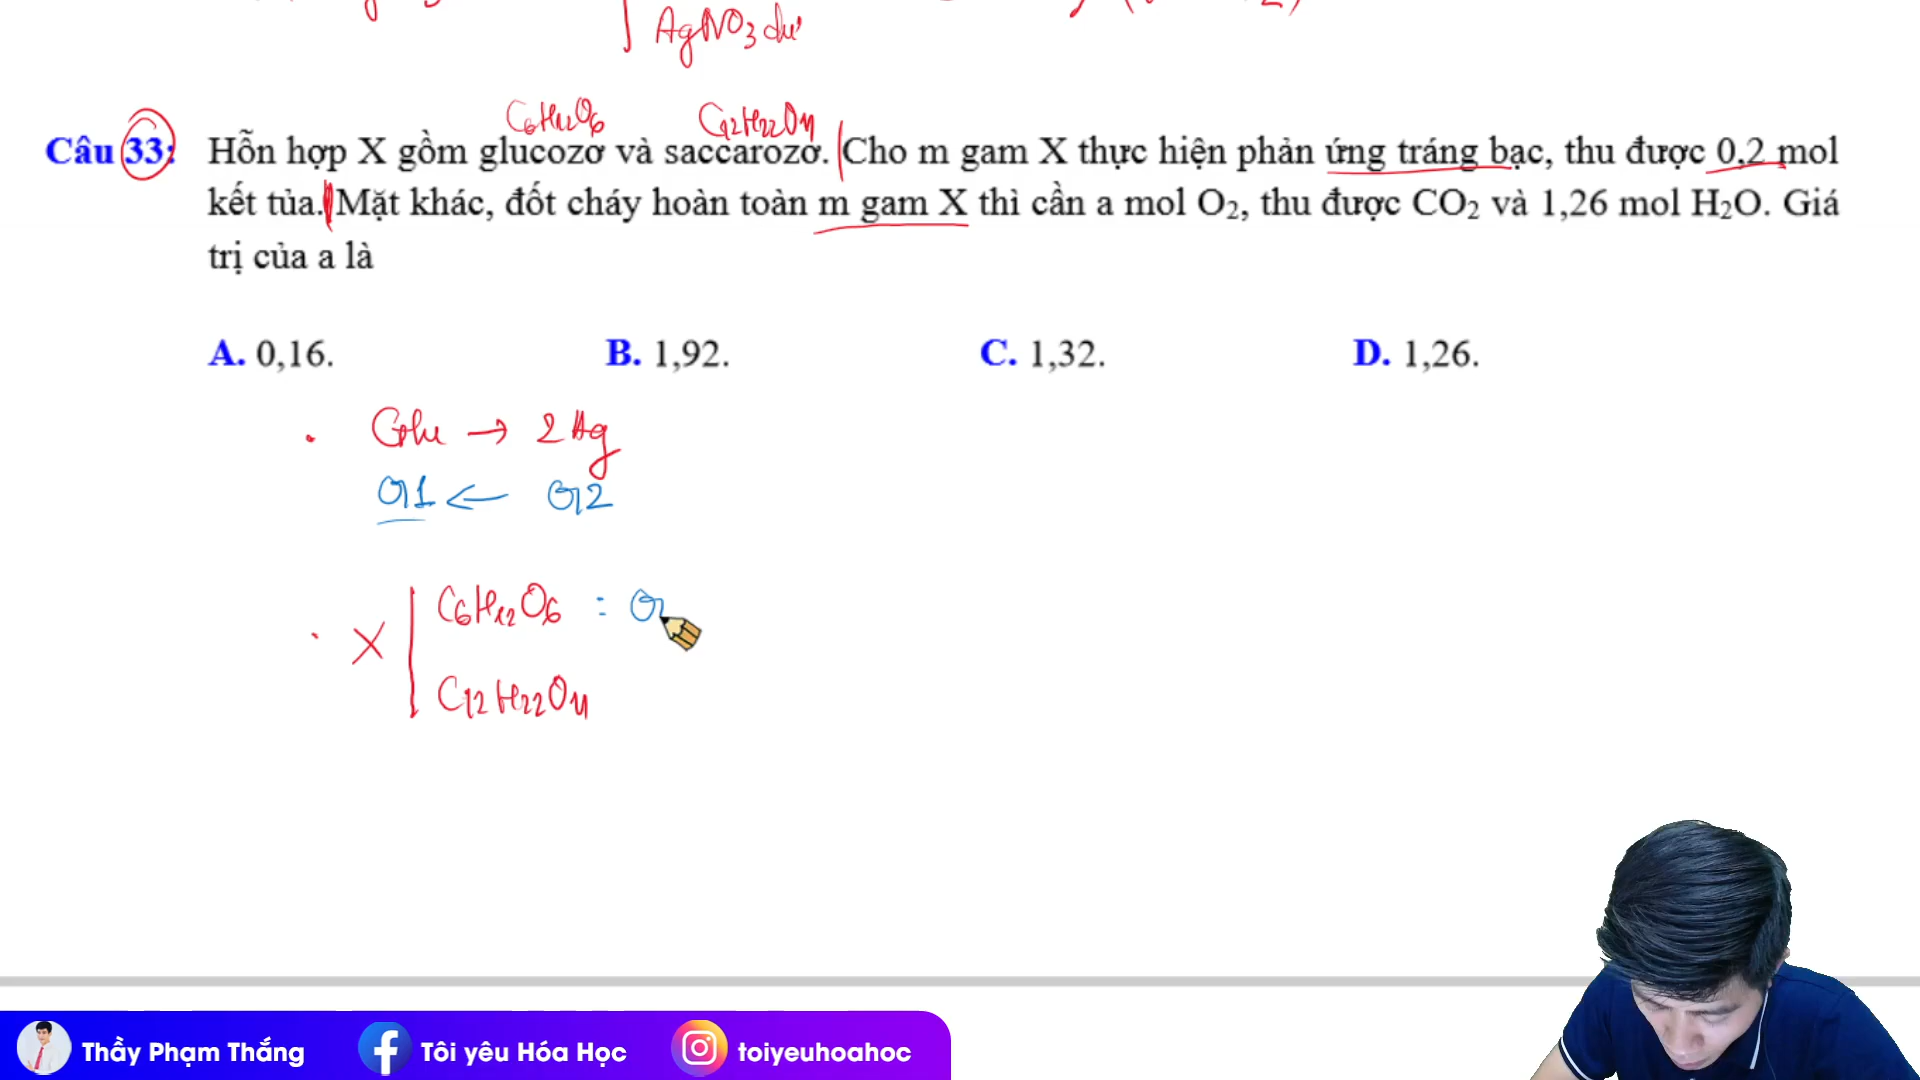 AgNO3 dư
C6H12O6 C12H22O11
Câu 33: Hỗn hợp X gồm glucozơ và saccarozơ. Cho m gam X thực hiện phản ứng tráng bạc, thu được 0,2 mol
kết tủa. Mặt khác, đốt cháy hoàn toàn m gam X thì cần a mol O2, thu được CO2 và 1,26 mol H2O. Giá
trị của a là
A. 0,16. B. 1,92. C. 1,32. D. 1,26.
Glu → 2Ag
0,1 ← 0,2
X C6H12O6 : 0,
C12H22O11
Thầy Phạm Thắng Tôi yêu Hóa Học toiyeuhoahoc